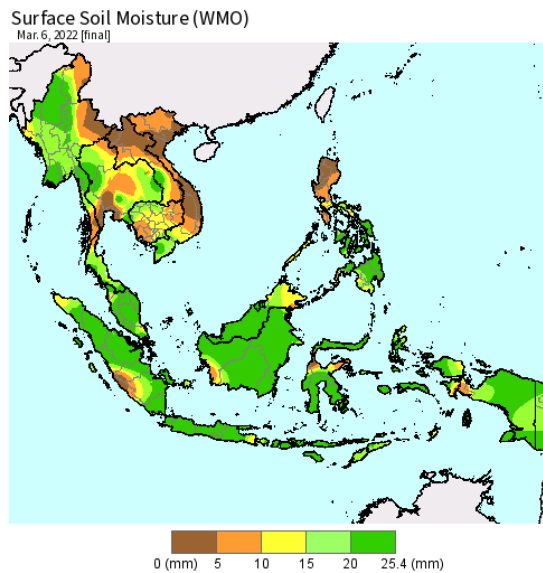 Surface Soil Moisture (WMO)
Mar. 6, 2022 [final]
0 (mm) 5 10 15 20 25.4 (mm)